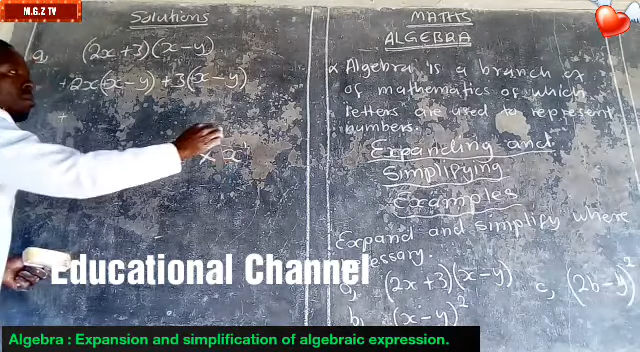 M.G.Z TV
Solutions
a, (2x+3)(x-y)
+2x(x-y)+3(x-y)
+
x x
MATHS
ALGEBRA
x Algebra is a branch of
of mathematics of which
letters are used to represent
numbers.
Expanding and
Simplifying
Examples
Expand and simplify where
necessary.
a, (2x+3)(x-y) c, (2b-y)²
b, (x-y)²
Educational Channel
Algebra : Expansion and simplification of algebraic expression.